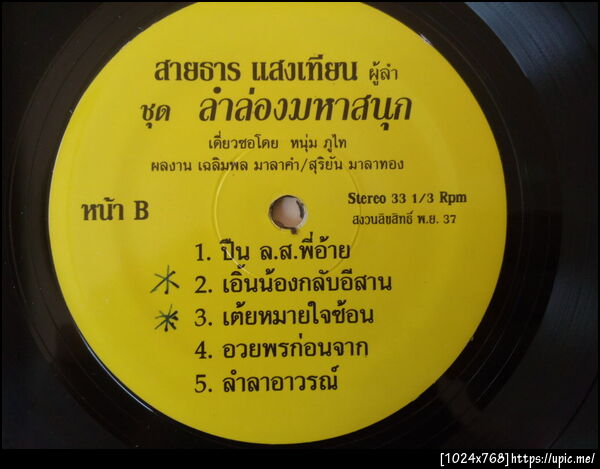 สายธาร แสงเทียน ผู้ลำ
ชุด ลำล่องมหาสนุก
เดี่ยวซอโดย หนุ่ม ภูไท
ผลงาน เฉลิมพล มาลาคำ/สุริยัน มาลาทอง
หน้า B
Stereo 33 1/3 Rpm
สงวนลิขสิทธิ์ พ.ย. 37
1. ปืน ล.ส.พี่อ้าย
2. เอิ้นน้องกลับอีสาน
3. เต้ยหมายใจซ้อน
4. อวยพรก่อนจาก
5. ลำลาอาวรณ์
[1024x768]https://upic.me/